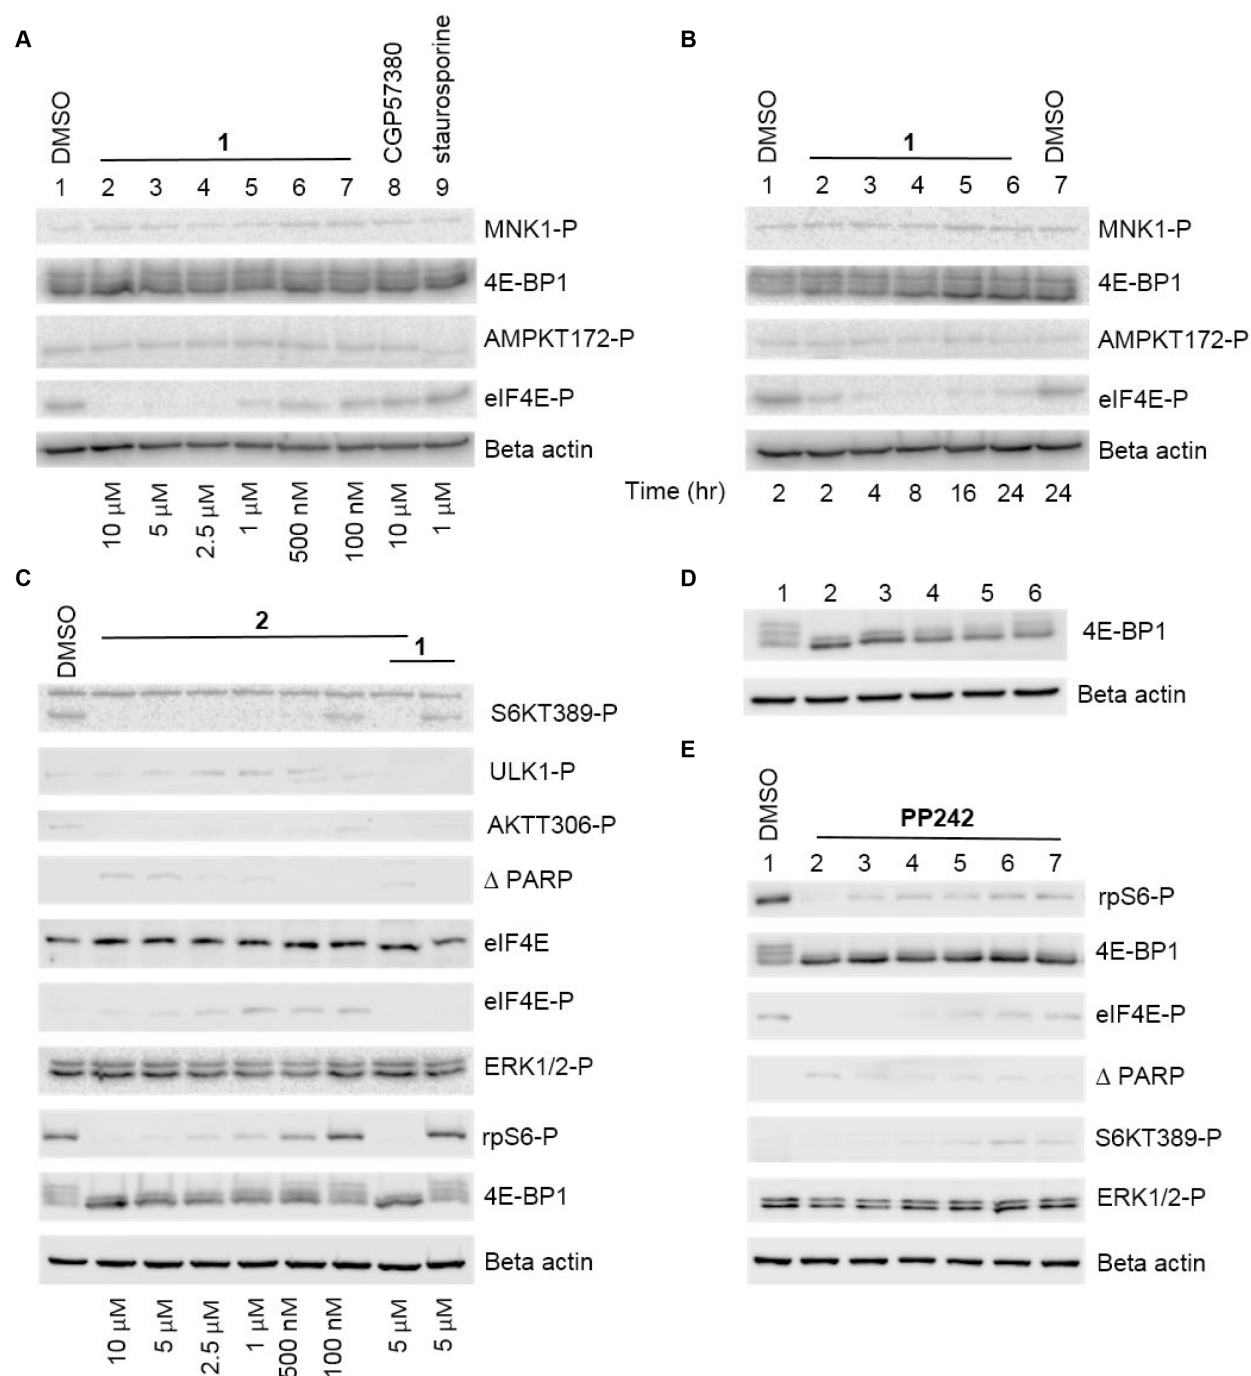 A
DMSO
1
CGP57380
staurosporine
1 2 3 4 5 6 7 8 9
MNK1-P
4E-BP1
AMPKT172-P
eIF4E-P
Beta actin
10 µM 5 µM 2.5 µM 1 µM 500 nM 100 nM 10 µM 1 µM
B
DMSO
1
DMSO
1 2 3 4 5 6 7
MNK1-P
4E-BP1
AMPKT172-P
eIF4E-P
Beta actin
Time (hr) 2 2 4 8 16 24 24
C
DMSO
2
1
S6KT389-P
ULK1-P
AKTT306-P
Δ PARP
eIF4E
eIF4E-P
ERK1/2-P
rpS6-P
4E-BP1
Beta actin
10 µM 5 µM 2.5 µM 1 µM 500 nM 100 nM 5 µM 5 µM
D
1 2 3 4 5 6
4E-BP1
Beta actin
E
DMSO
PP242
1 2 3 4 5 6 7
rpS6-P
4E-BP1
eIF4E-P
Δ PARP
S6KT389-P
ERK1/2-P
Beta actin